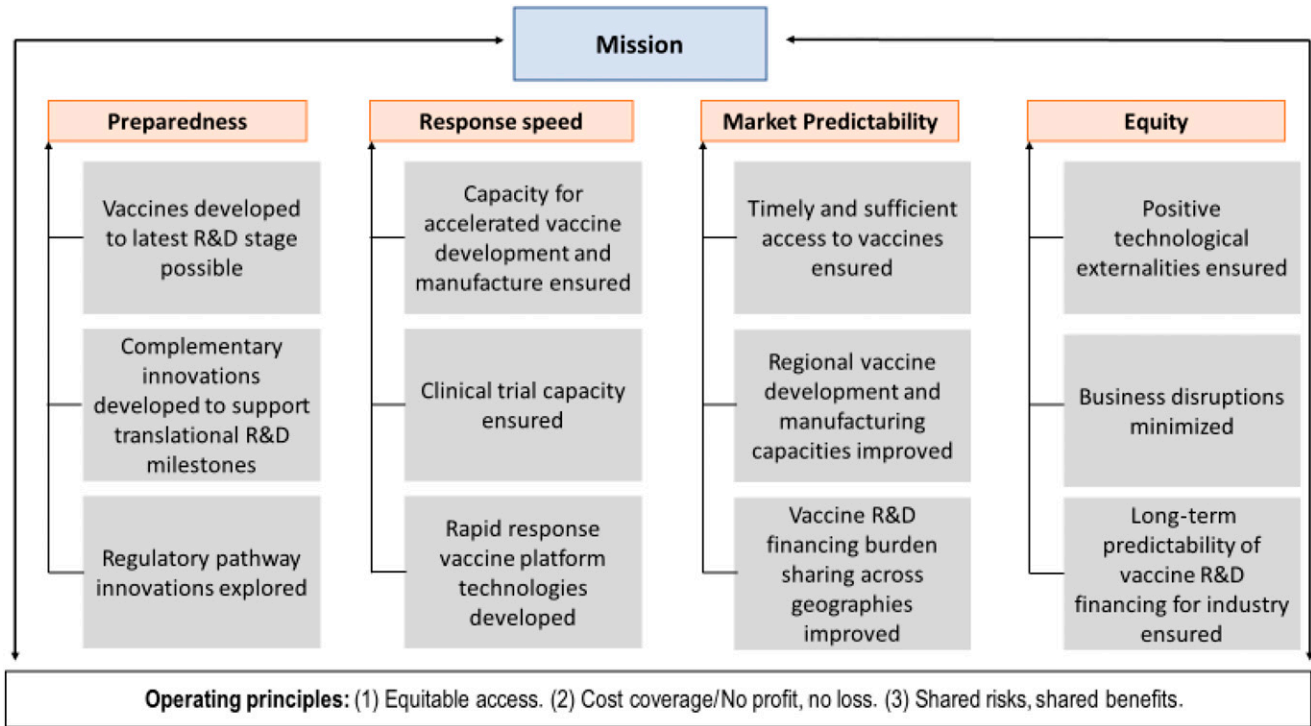 Mission
Preparedness
Vaccines developed
to latest R&D stage
possible
Complementary
innovations
developed to support
translational R&D
milestones
Regulatory pathway
innovations explored
Response speed
Capacity for
accelerated vaccine
development and
manufacture ensured
Clinical trial capacity
ensured
Rapid response
vaccine platform
technologies
developed
Market Predictability
Timely and sufficient
access to vaccines
ensured
Regional vaccine
development and
manufacturing
capacities improved
Vaccine R&D
financing burden
sharing across
geographies
improved
Equity
Positive
technological
externalities ensured
Business disruptions
minimized
Long-term
predictability of
vaccine R&D
financing for industry
ensured
Operating principles: (1) Equitable access. (2) Cost coverage/No profit, no loss. (3) Shared risks, shared benefits.